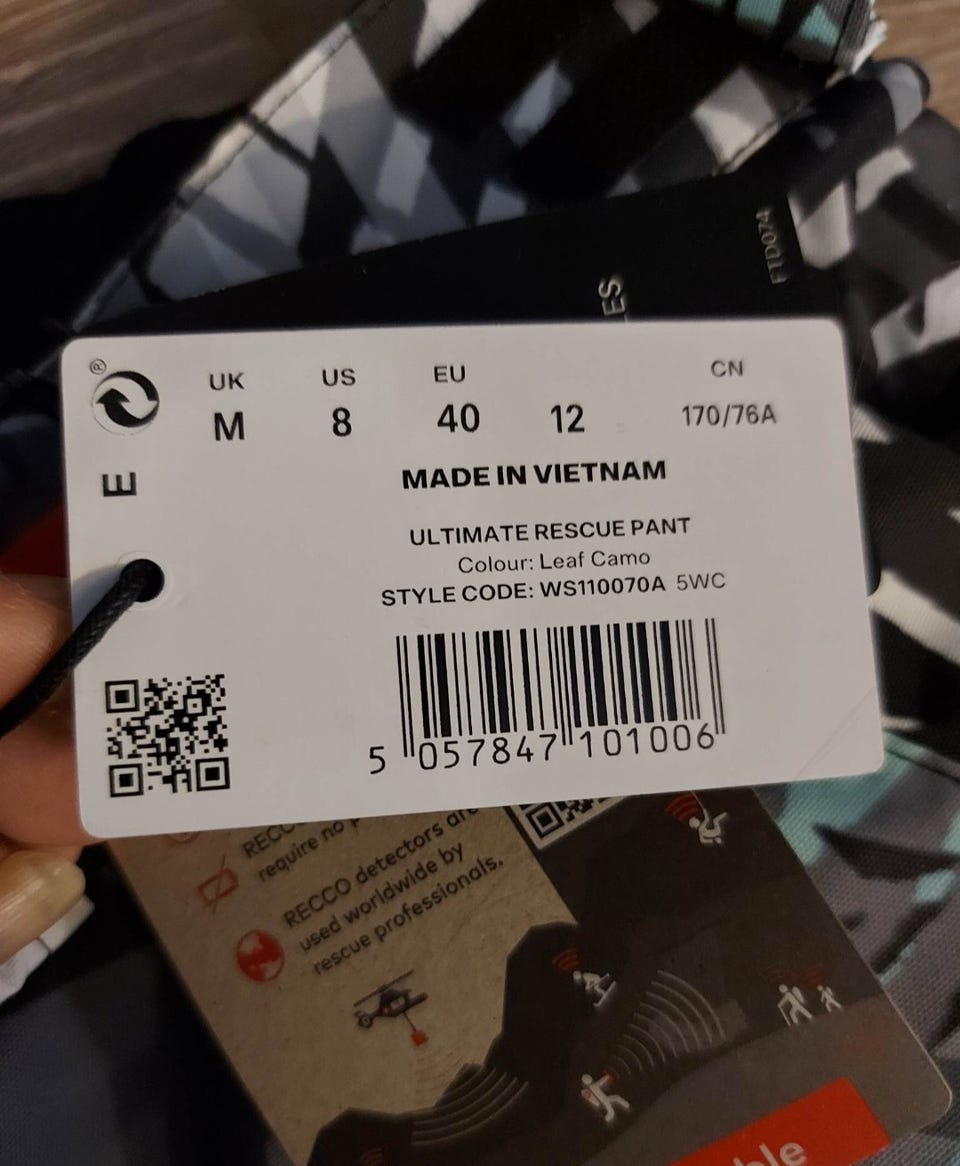 FTD074
ES
®
UK US EU CN
M 8 40 12 170/76A
E
MADE IN VIETNAM
ULTIMATE RESCUE PANT
Colour: Leaf Camo
STYLE CODE: WS110070A 5WC
5 057847 101006
require no
RECCO detectors are
used worldwide by
rescue professionals.
ble